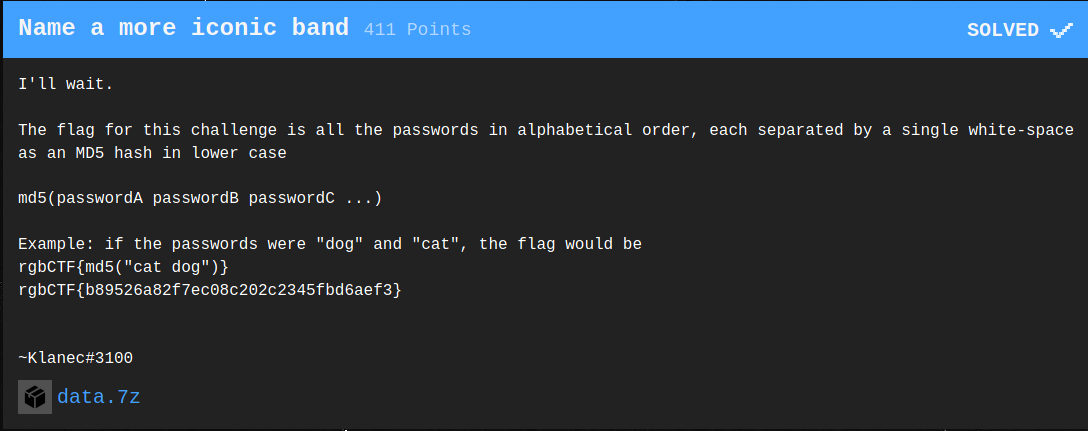 Name a more iconic band 411 Points SOLVED
I'll wait.
The flag for this challenge is all the passwords in alphabetical order, each separated by a single white-space
as an MD5 hash in lower case
md5(passwordA passwordB passwordC ...)
Example: if the passwords were "dog" and "cat", the flag would be
rgbCTF{md5("cat dog")}
rgbCTF{b89526a82f7ec08c202c2345fbd6aef3}
~Klanec#3100
data.7z